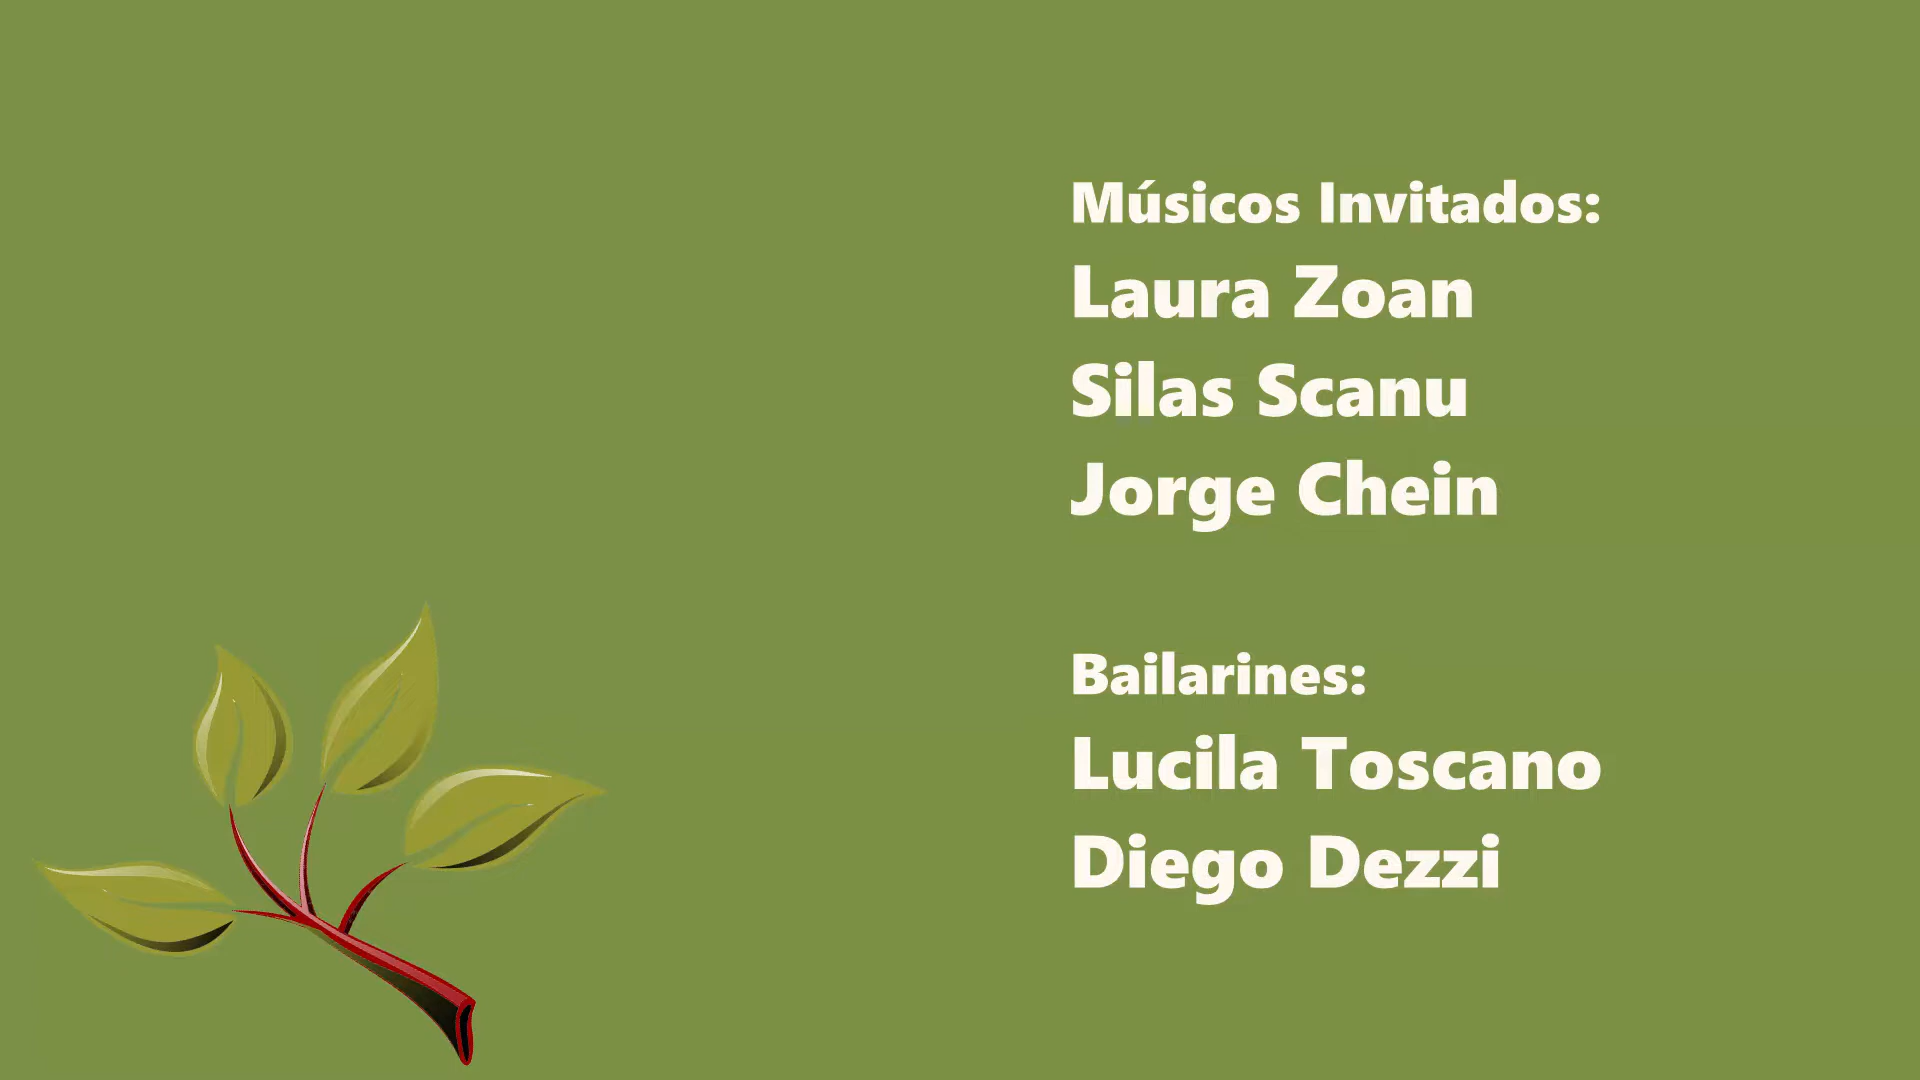 Músicos Invitados:
Laura Zoan
Silas Scanu
Jorge Chein
Bailarines:
Lucila Toscano
Diego Dezzi